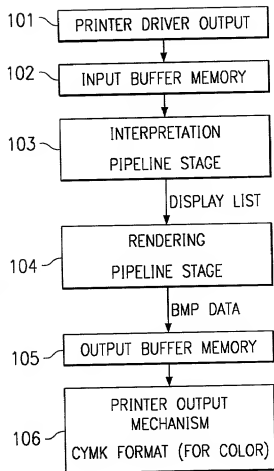 101
PRINTER DRIVER OUTPUT
102
INPUT BUFFER MEMORY
103
INTERPRETATION
PIPELINE STAGE
DISPLAY LIST
104
RENDERING
PIPELINE STAGE
BMP DATA
105
OUTPUT BUFFER MEMORY
106
PRINTER OUTPUT
MECHANISM
CYMK FORMAT (FOR COLOR)